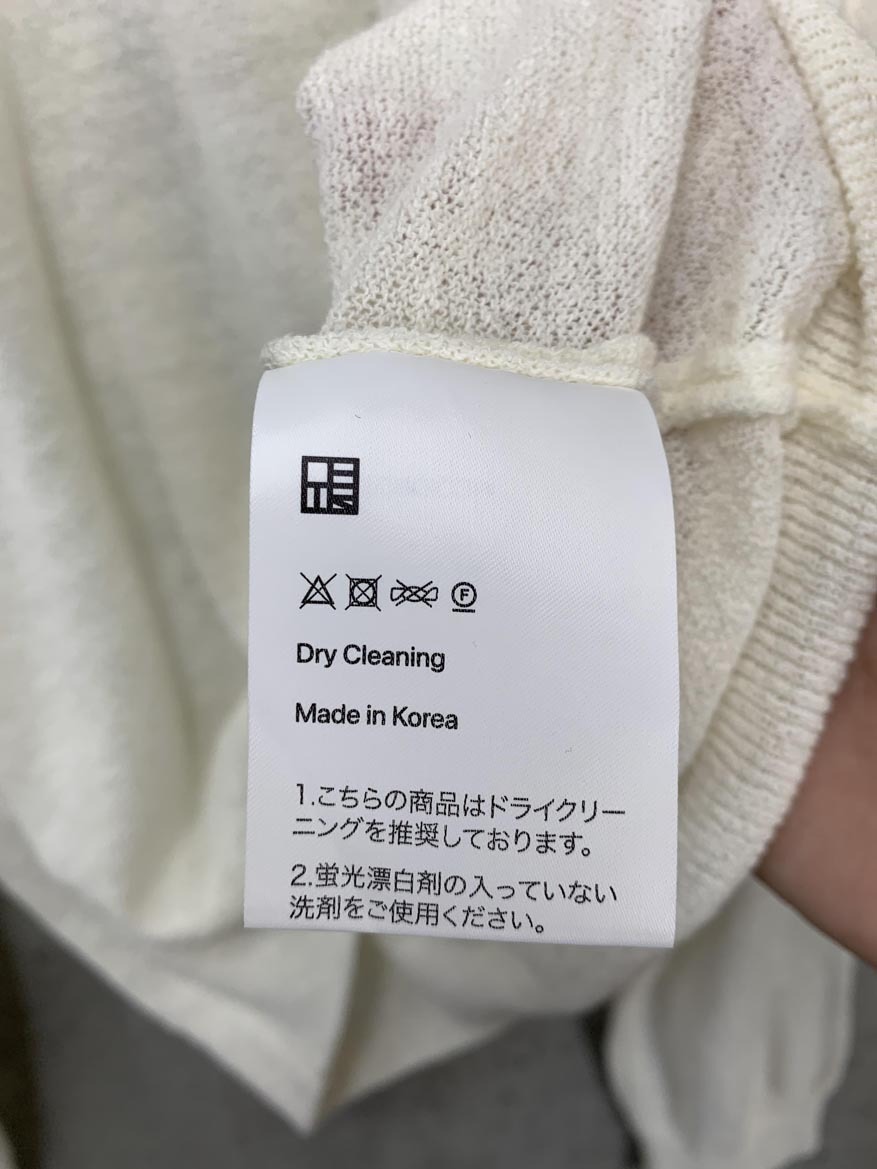 F
Dry Cleaning
Made in Korea
1.こちらの商品はドライクリー
ニングを推奨しております。
2.蛍光漂白剤の入っていない
洗剤をご使用ください。